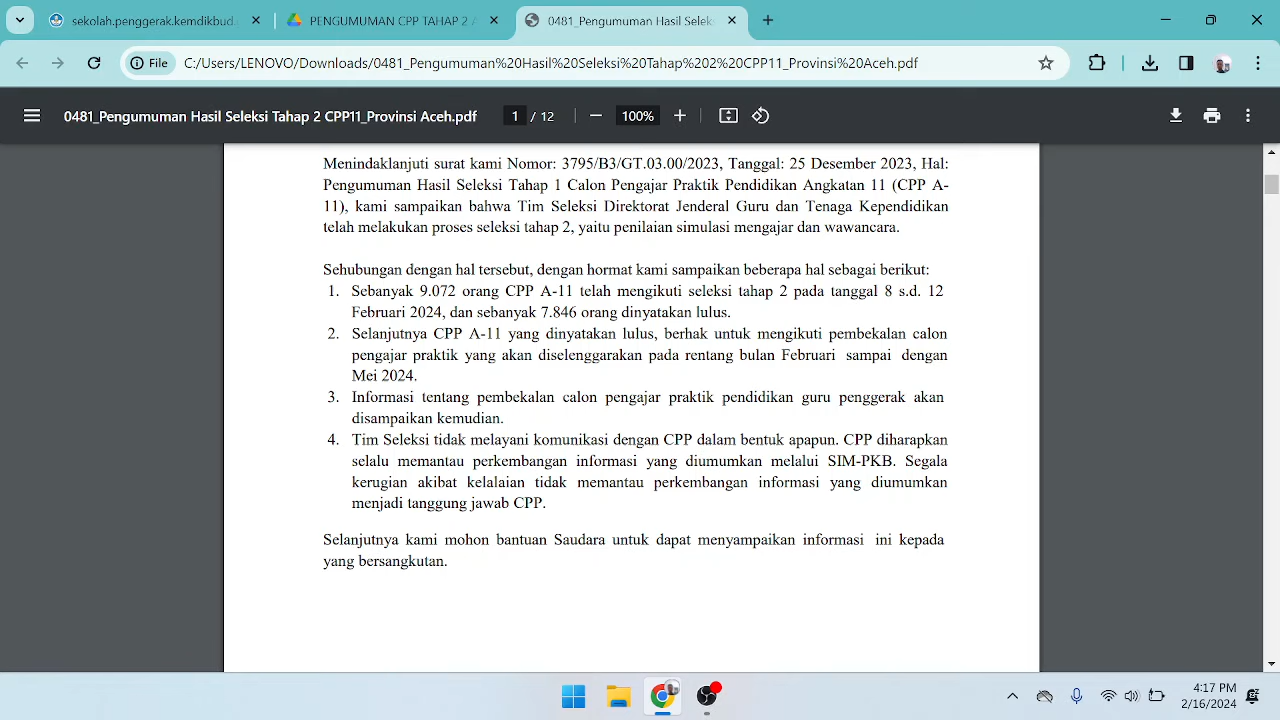 sekolah.penggerak.kemdikbud.
PENGUMUMAN CPP TAHAP 2 A
0481_Pengumuman Hasil Selek
File
C:/Users/LENOVO/Downloads/0481_Pengumuman%20Hasil%20Seleksi%20Tahap%202%20CPP11_Provinsi%20Aceh.pdf
0481_Pengumuman Hasil Seleksi Tahap 2 CPP11_Provinsi Aceh.pdf
1 / 12
100%
Menindaklanjuti surat kami Nomor: 3795/B3/GT.03.00/2023, Tanggal: 25 Desember 2023, Hal:
Pengumuman Hasil Seleksi Tahap 1 Calon Pengajar Praktik Pendidikan Angkatan 11 (CPP A-
11), kami sampaikan bahwa Tim Seleksi Direktorat Jenderal Guru dan Tenaga Kependidikan
telah melakukan proses seleksi tahap 2, yaitu penilaian simulasi mengajar dan wawancara.
Sehubungan dengan hal tersebut, dengan hormat kami sampaikan beberapa hal sebagai berikut:
1. Sebanyak 9.072 orang CPP A-11 telah mengikuti seleksi tahap 2 pada tanggal 8 s.d. 12
Februari 2024, dan sebanyak 7.846 orang dinyatakan lulus.
2. Selanjutnya CPP A-11 yang dinyatakan lulus, berhak untuk mengikuti pembekalan calon
pengajar praktik yang akan diselenggarakan pada rentang bulan Februari sampai dengan
Mei 2024.
3. Informasi tentang pembekalan calon pengajar praktik pendidikan guru penggerak akan
disampaikan kemudian.
4. Tim Seleksi tidak melayani komunikasi dengan CPP dalam bentuk apapun. CPP diharapkan
selalu memantau perkembangan informasi yang diumumkan melalui SIM-PKB. Segala
kerugian akibat kelalaian tidak memantau perkembangan informasi yang diumumkan
menjadi tanggung jawab CPP.
Selanjutnya kami mohon bantuan Saudara untuk dapat menyampaikan informasi ini kepada
yang bersangkutan.
4:17 PM
2/16/2024